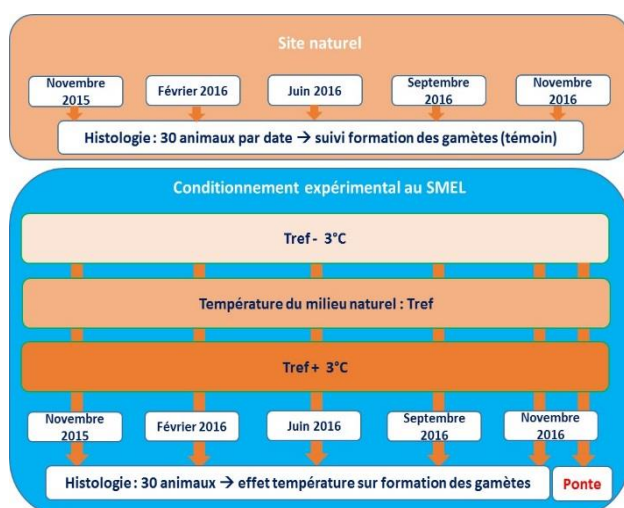 Site naturel
Novembre
2015
Février 2016
Juin 2016
Septembre
2016
Novembre
2016
Histologie : 30 animaux par date → suivi formation des gamètes (témoin)
Conditionnement expérimental au SMEL
Tref - 3°C
Température du milieu naturel : Tref
Tref + 3°C
Novembre
2015
Février 2016
Juin 2016
Septembre
2016
Novembre
2016
Histologie : 30 animaux → effet température sur formation des gamètes
Ponte